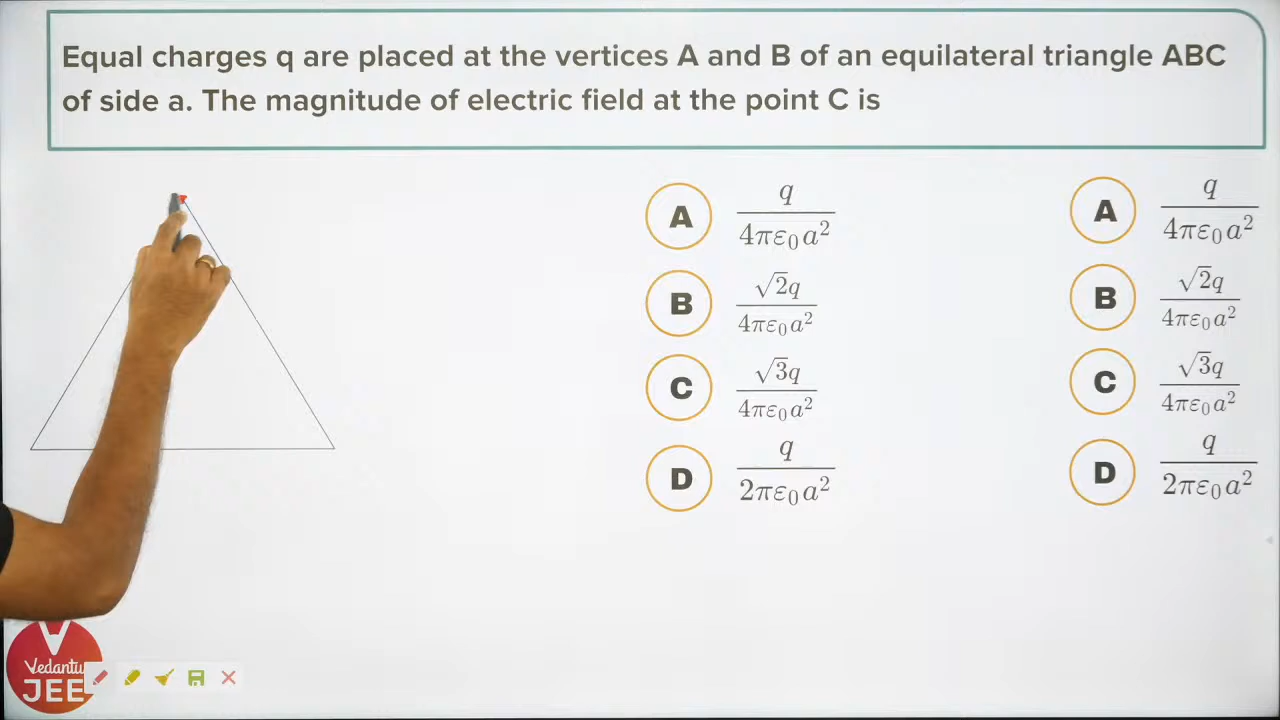 Equal charges q are placed at the vertices A and B of an equilateral triangle ABC
of side a. The magnitude of electric field at the point C is
A q/4πε₀a²
B √2q/4πε₀a²
C √3q/4πε₀a²
D q/2πε₀a²
A q/4πε₀a²
B √2q/4πε₀a²
C √3q/4πε₀a²
D q/2πε₀a²
Vedantu
JEE